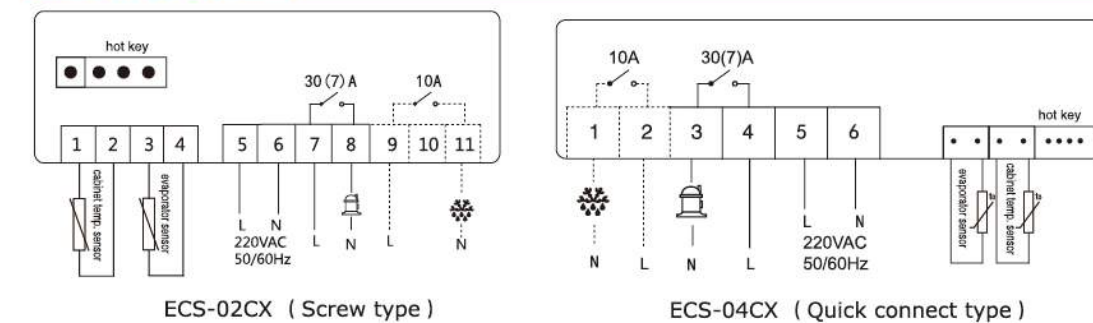 hot key
30(7)A
10A
1 2 3 4 5 6 7 8 9 10 11
cabinet temp. sensor
evaporator sensor
L N
220VAC
50/60Hz
L N L N
ECS-02CX ( Screw type )
10A
30(7)A
hot key
1 2 3 4 5 6
evaporator sensor
cabinet temp. sensor
L N
220VAC
50/60Hz
N L N L
ECS-04CX ( Quick connect type )